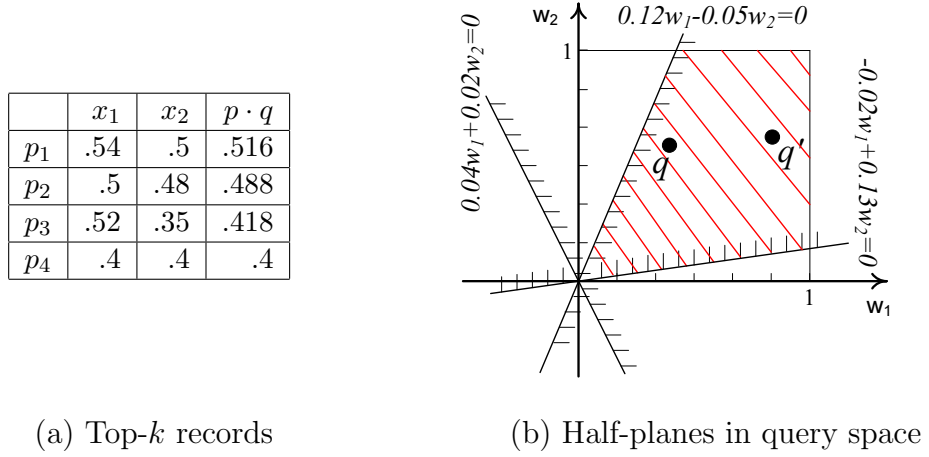 x₁ x₂ p · q
p₁ .54 .5 .516
p₂ .5 .48 .488
p₃ .52 .35 .418
p₄ .4 .4 .4
(a) Top-k records
w₂
0.12w₁-0.05w₂=0
0.04w₁+0.02w₂=0
-0.02w₁+0.13w₂=0
1
q
q'
1
w₁
(b) Half-planes in query space